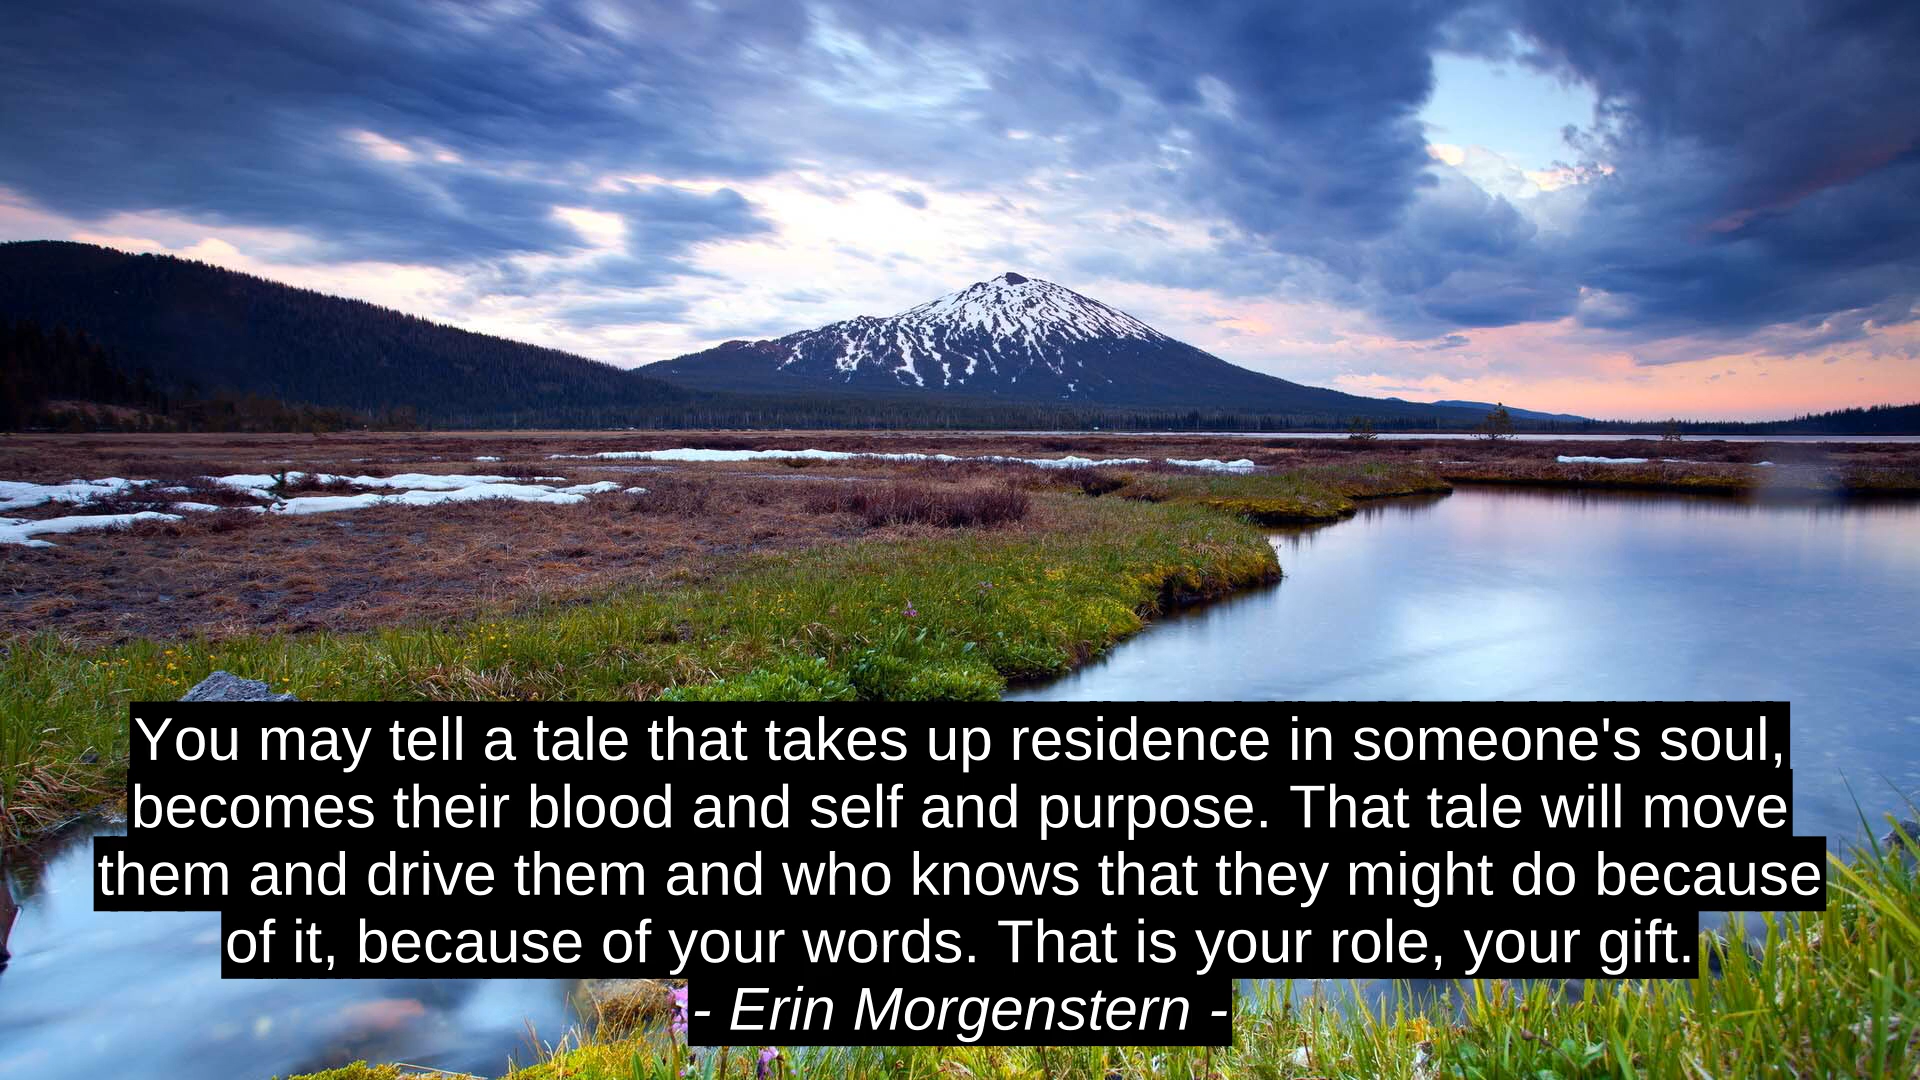 You may tell a tale that takes up residence in someone's soul,
becomes their blood and self and purpose. That tale will move
them and drive them and who knows that they might do because
of it, because of your words. That is your role, your gift.
- Erin Morgenstern -